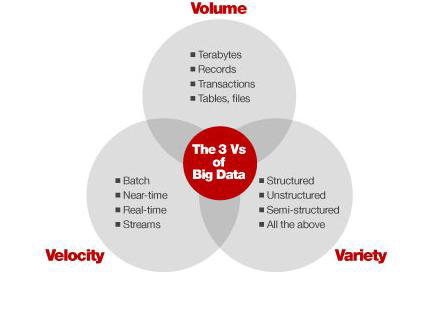 Volume
■ Terabytes
■ Records
■ Transactions
■ Tables, files
The 3 Vs
of
Big Data
■ Batch
■ Near-time
■ Real-time
■ Streams
■ Structured
■ Unstructured
■ Semi-structured
■ All the above
Velocity
Variety